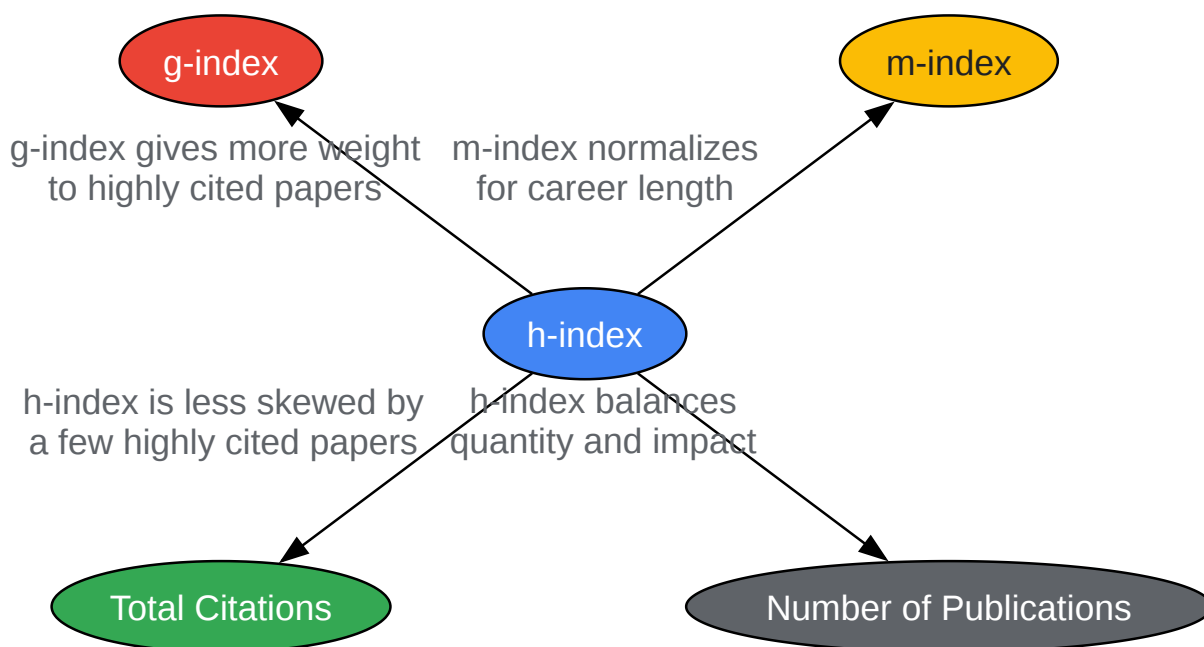 g-index
m-index
g-index gives more weight
to highly cited papers
m-index normalizes
for career length
h-index
h-index is less skewed by
a few highly cited papers
h-index balances
quantity and impact
Total Citations
Number of Publications